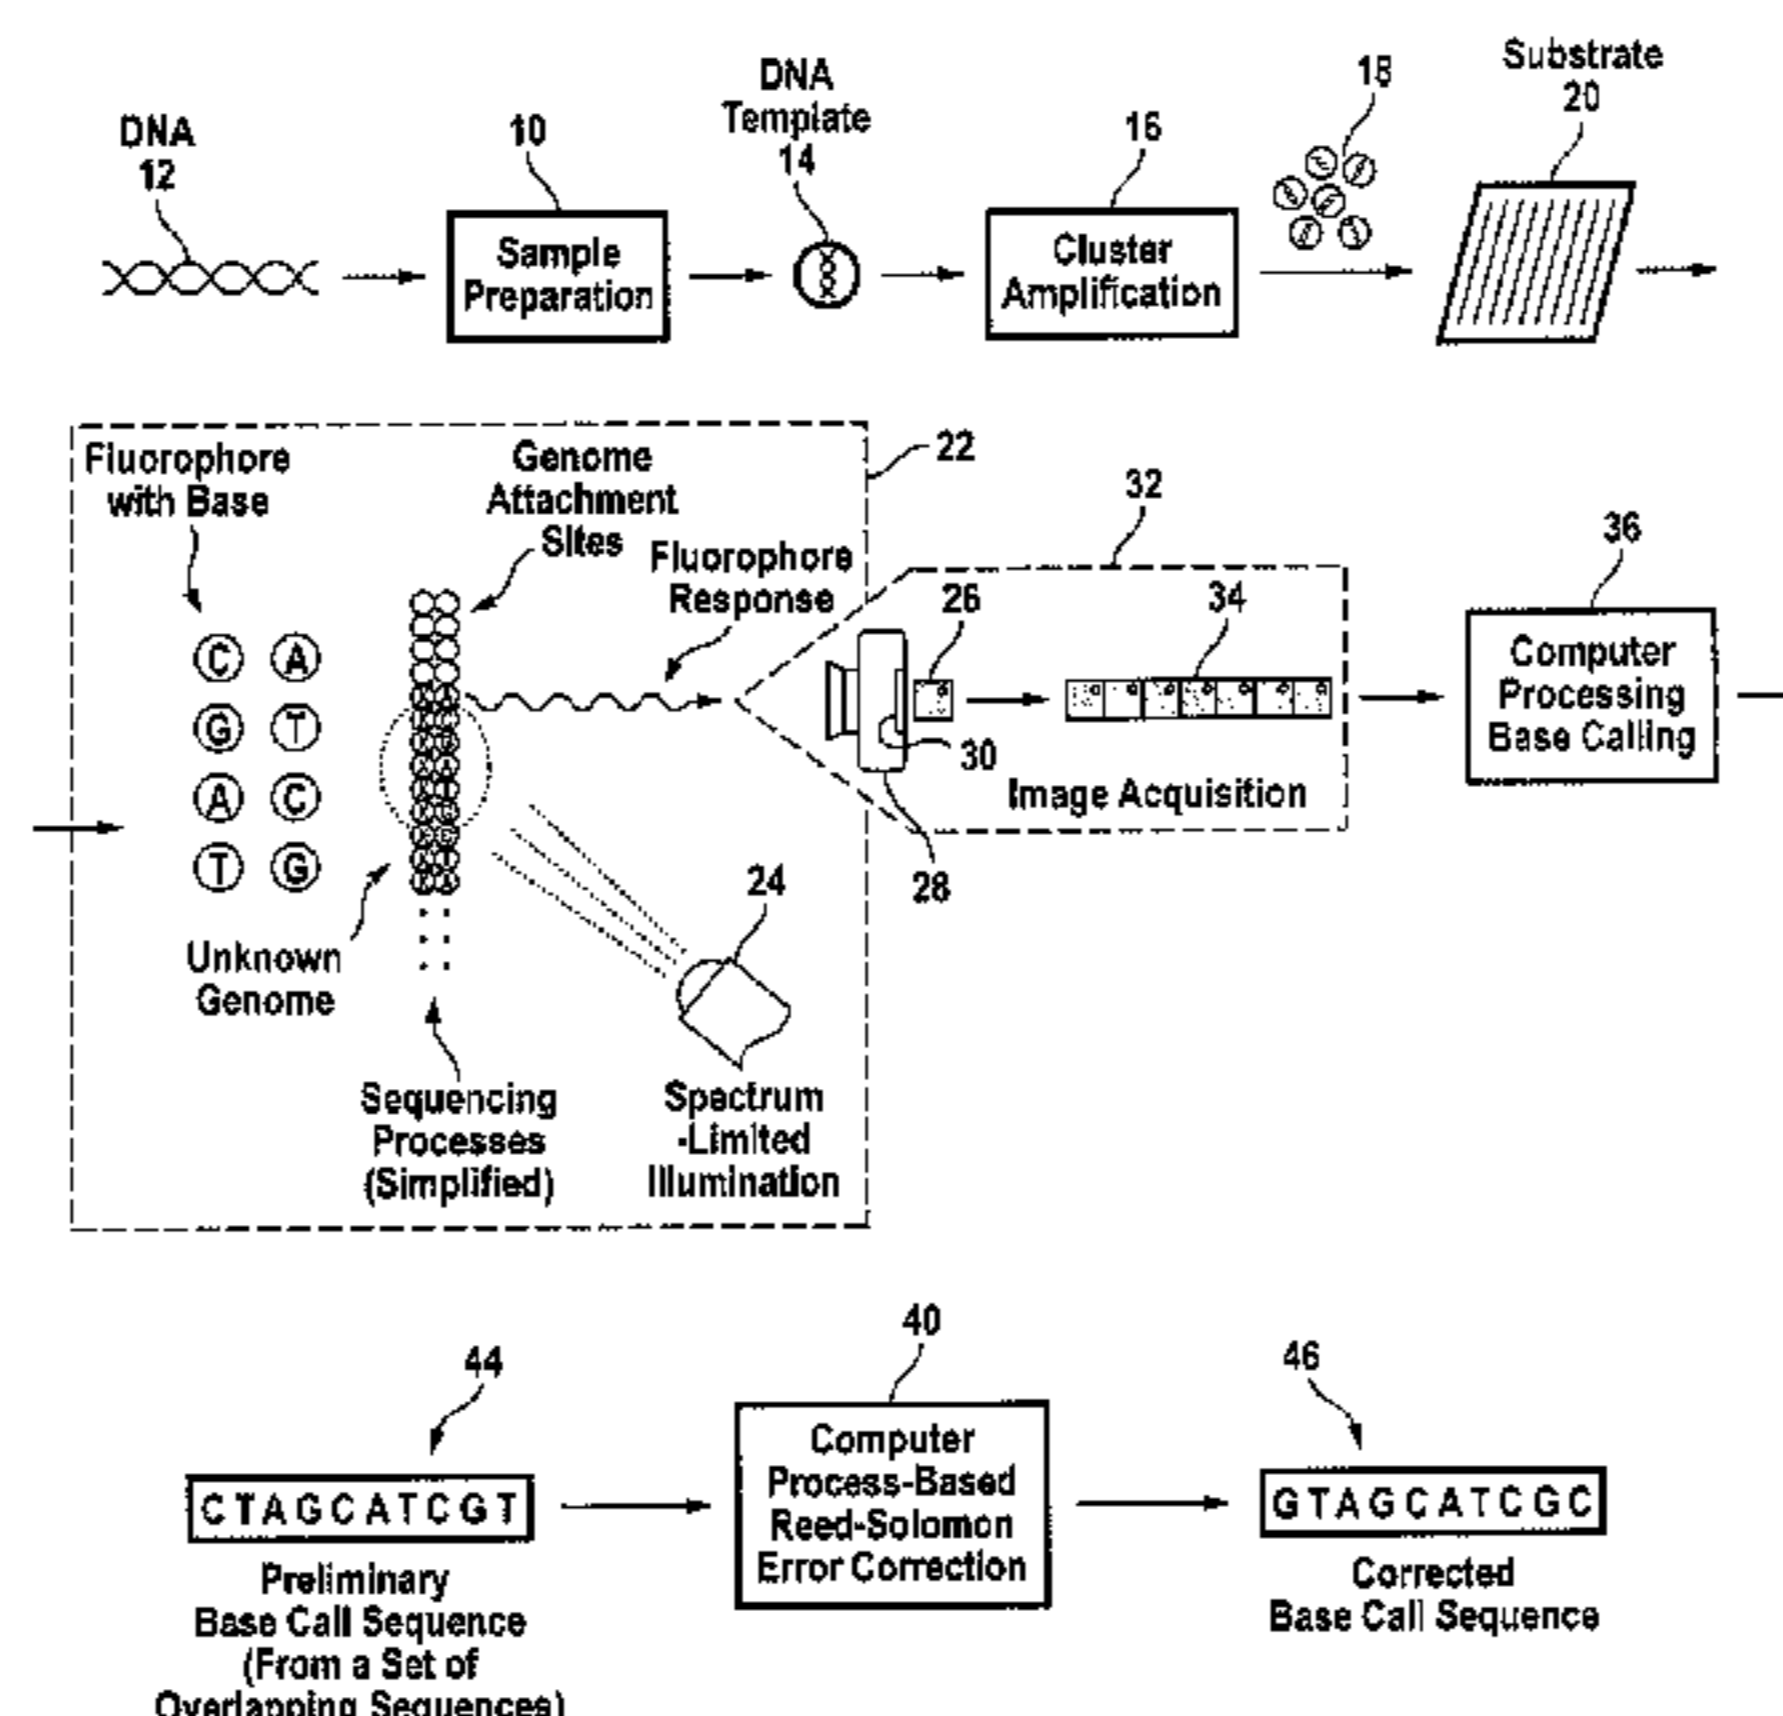 DNA
12
10
Sample
Preparation
DNA
Template
14
16
Cluster
Amplification
18
Substrate
20
Fluorophore
with Base
Genome
Attachment
Sites
Fluorophore
Response
22
C A
G T
A C
T G
Unknown
Genome
Sequencing
Processes
(Simplified)
24
Spectrum
-Limited
Illumination
32
26
34
30
Image Acquisition
28
36
Computer
Processing
Base Calling
44
CTAGCATCGT
Preliminary
Base Call Sequence
(From a Set of
Overlapping Sequences)
40
Computer
Process-Based
Reed-Solomon
Error Correction
46
GTAGCATCGC
Corrected
Base Call Sequence